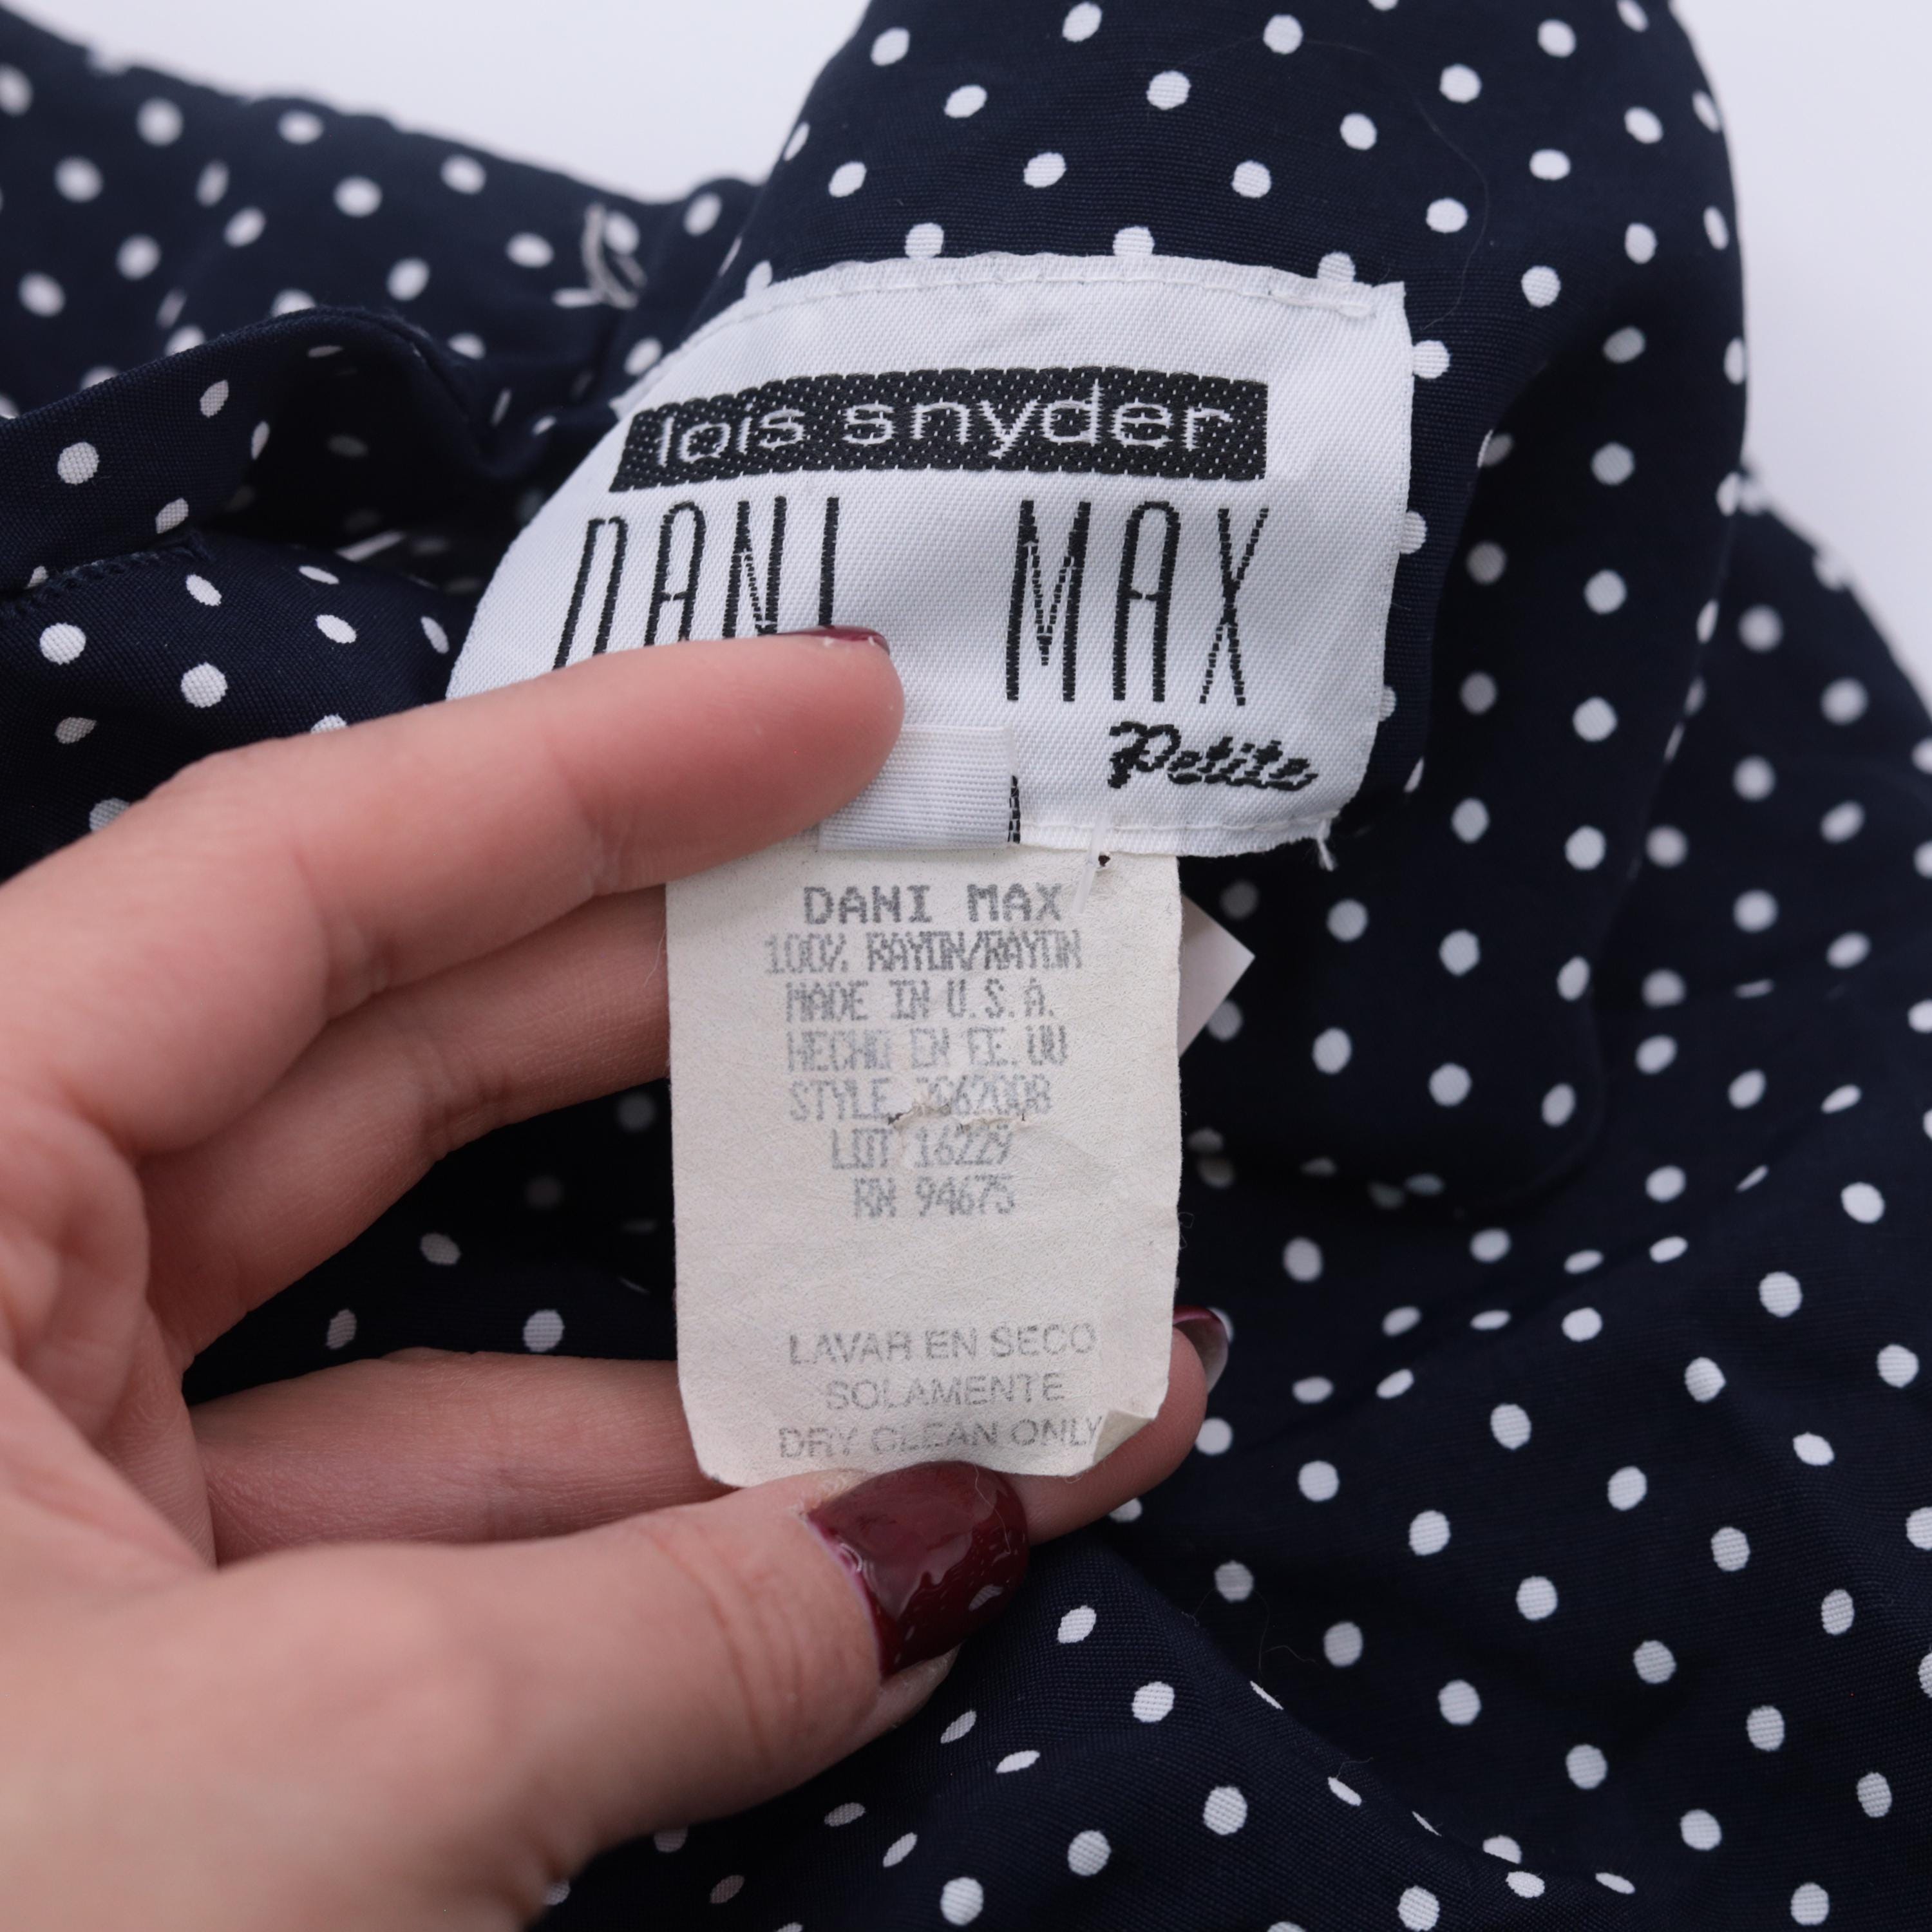 lois snyder
DANI MAX
Petite
DANI MAX
100% RAYON/RAYON
MADE IN U.S.A.
HECHO EN EE.UU
STYLE
LOT 16229
RN 94675
LAVAR EN SECO
SOLAMENTE
DRY CLEAN ONLY